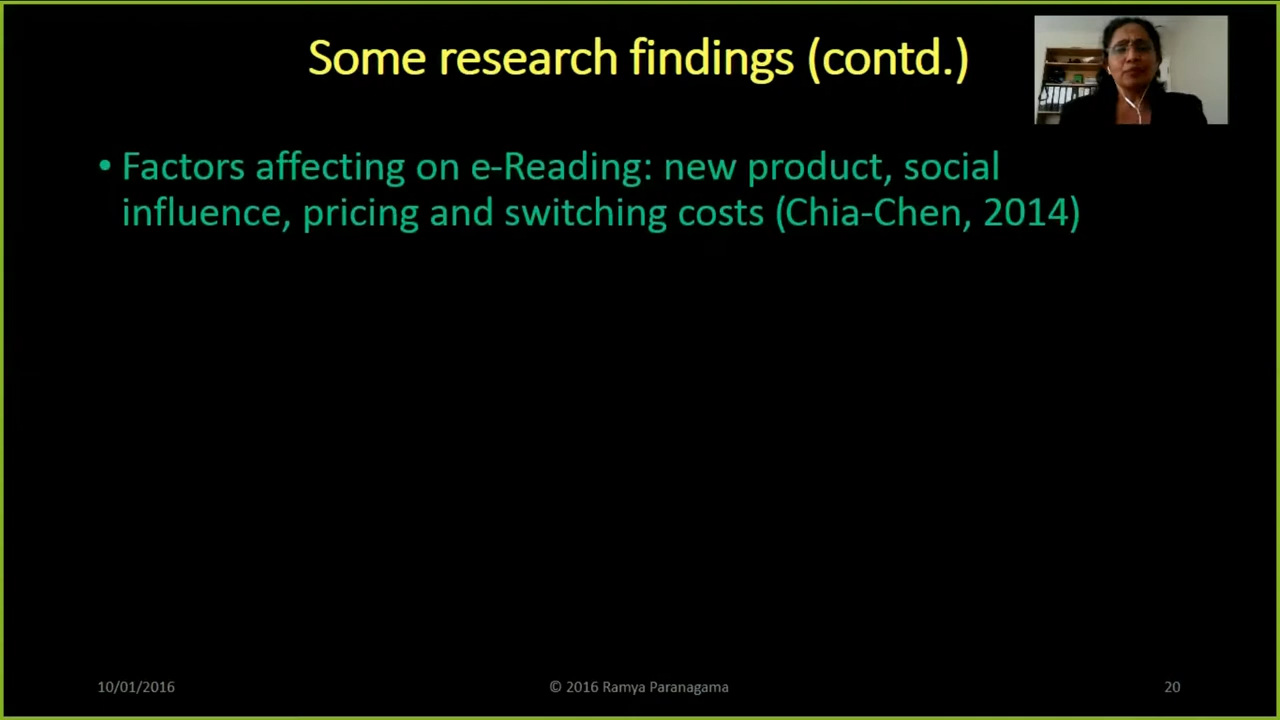 Some research findings (contd.)
• Factors affecting on e-Reading: new product, social
influence, pricing and switching costs (Chia-Chen, 2014)
10/01/2016
© 2016 Ramya Paranagama
20